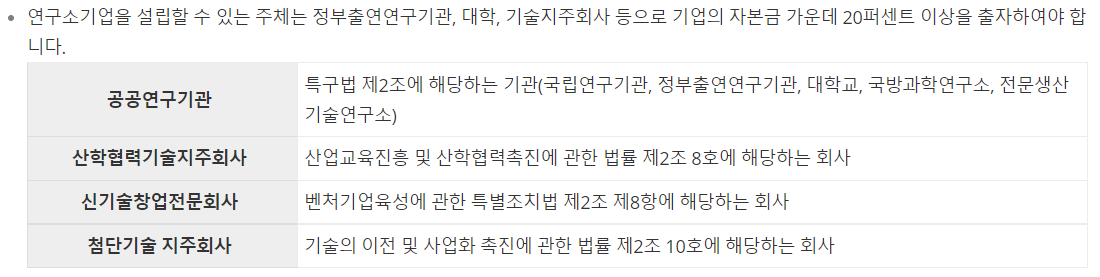 연구소기업을 설립할 수 있는 주체는 정부출연연구기관, 대학, 기술지주회사 등으로 기업의 자본금 가운데 20퍼센트 이상을 출자하여야 합
니다.
공공연구기관
특구법 제2조에 해당하는 기관(국립연구기관, 정부출연연구기관, 대학교, 국방과학연구소, 전문생산
기술연구소)
산학협력기술지주회사
산업교육진흥 및 산학협력촉진에 관한 법률 제2조 8호에 해당하는 회사
신기술창업전문회사
벤처기업육성에 관한 특별조치법 제2조 제8항에 해당하는 회사
첨단기술 지주회사
기술의 이전 및 사업화 촉진에 관한 법률 제2조 10호에 해당하는 회사